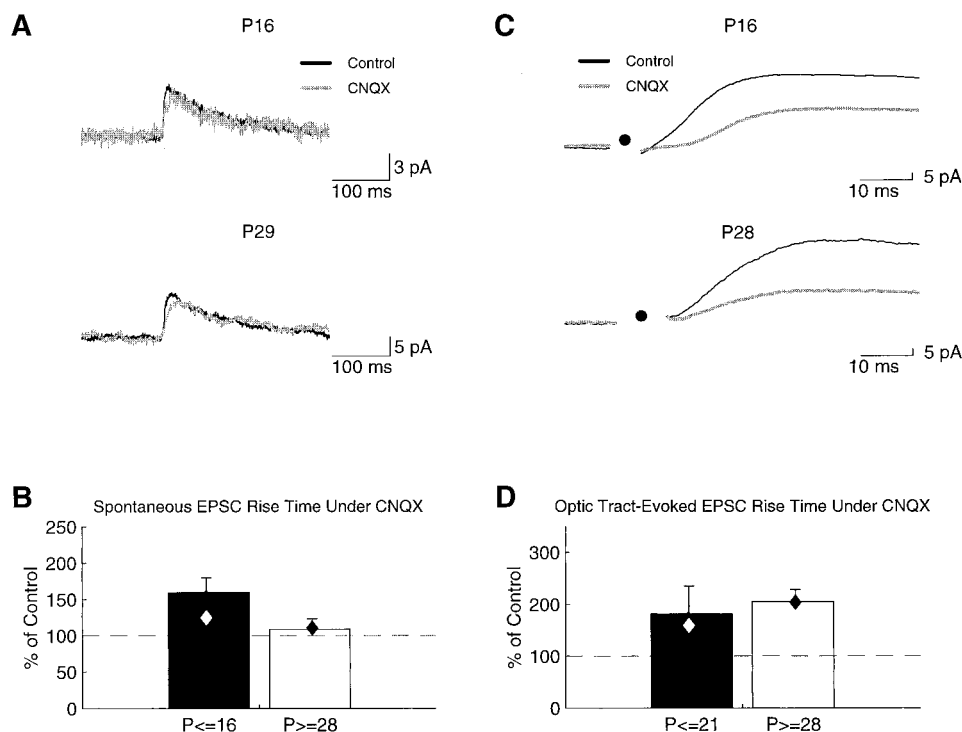 A
P16
Control
CNQX
3 pA
100 ms
P29
5 pA
100 ms
C
P16
Control
CNQX
5 pA
10 ms
P28
5 pA
10 ms
B
Spontaneous EPSC Rise Time Under CNQX
% of Control
250
200
150
100
50
0
P<=16
P>=28
D
Optic Tract-Evoked EPSC Rise Time Under CNQX
% of Control
300
200
100
0
P<=21
P>=28